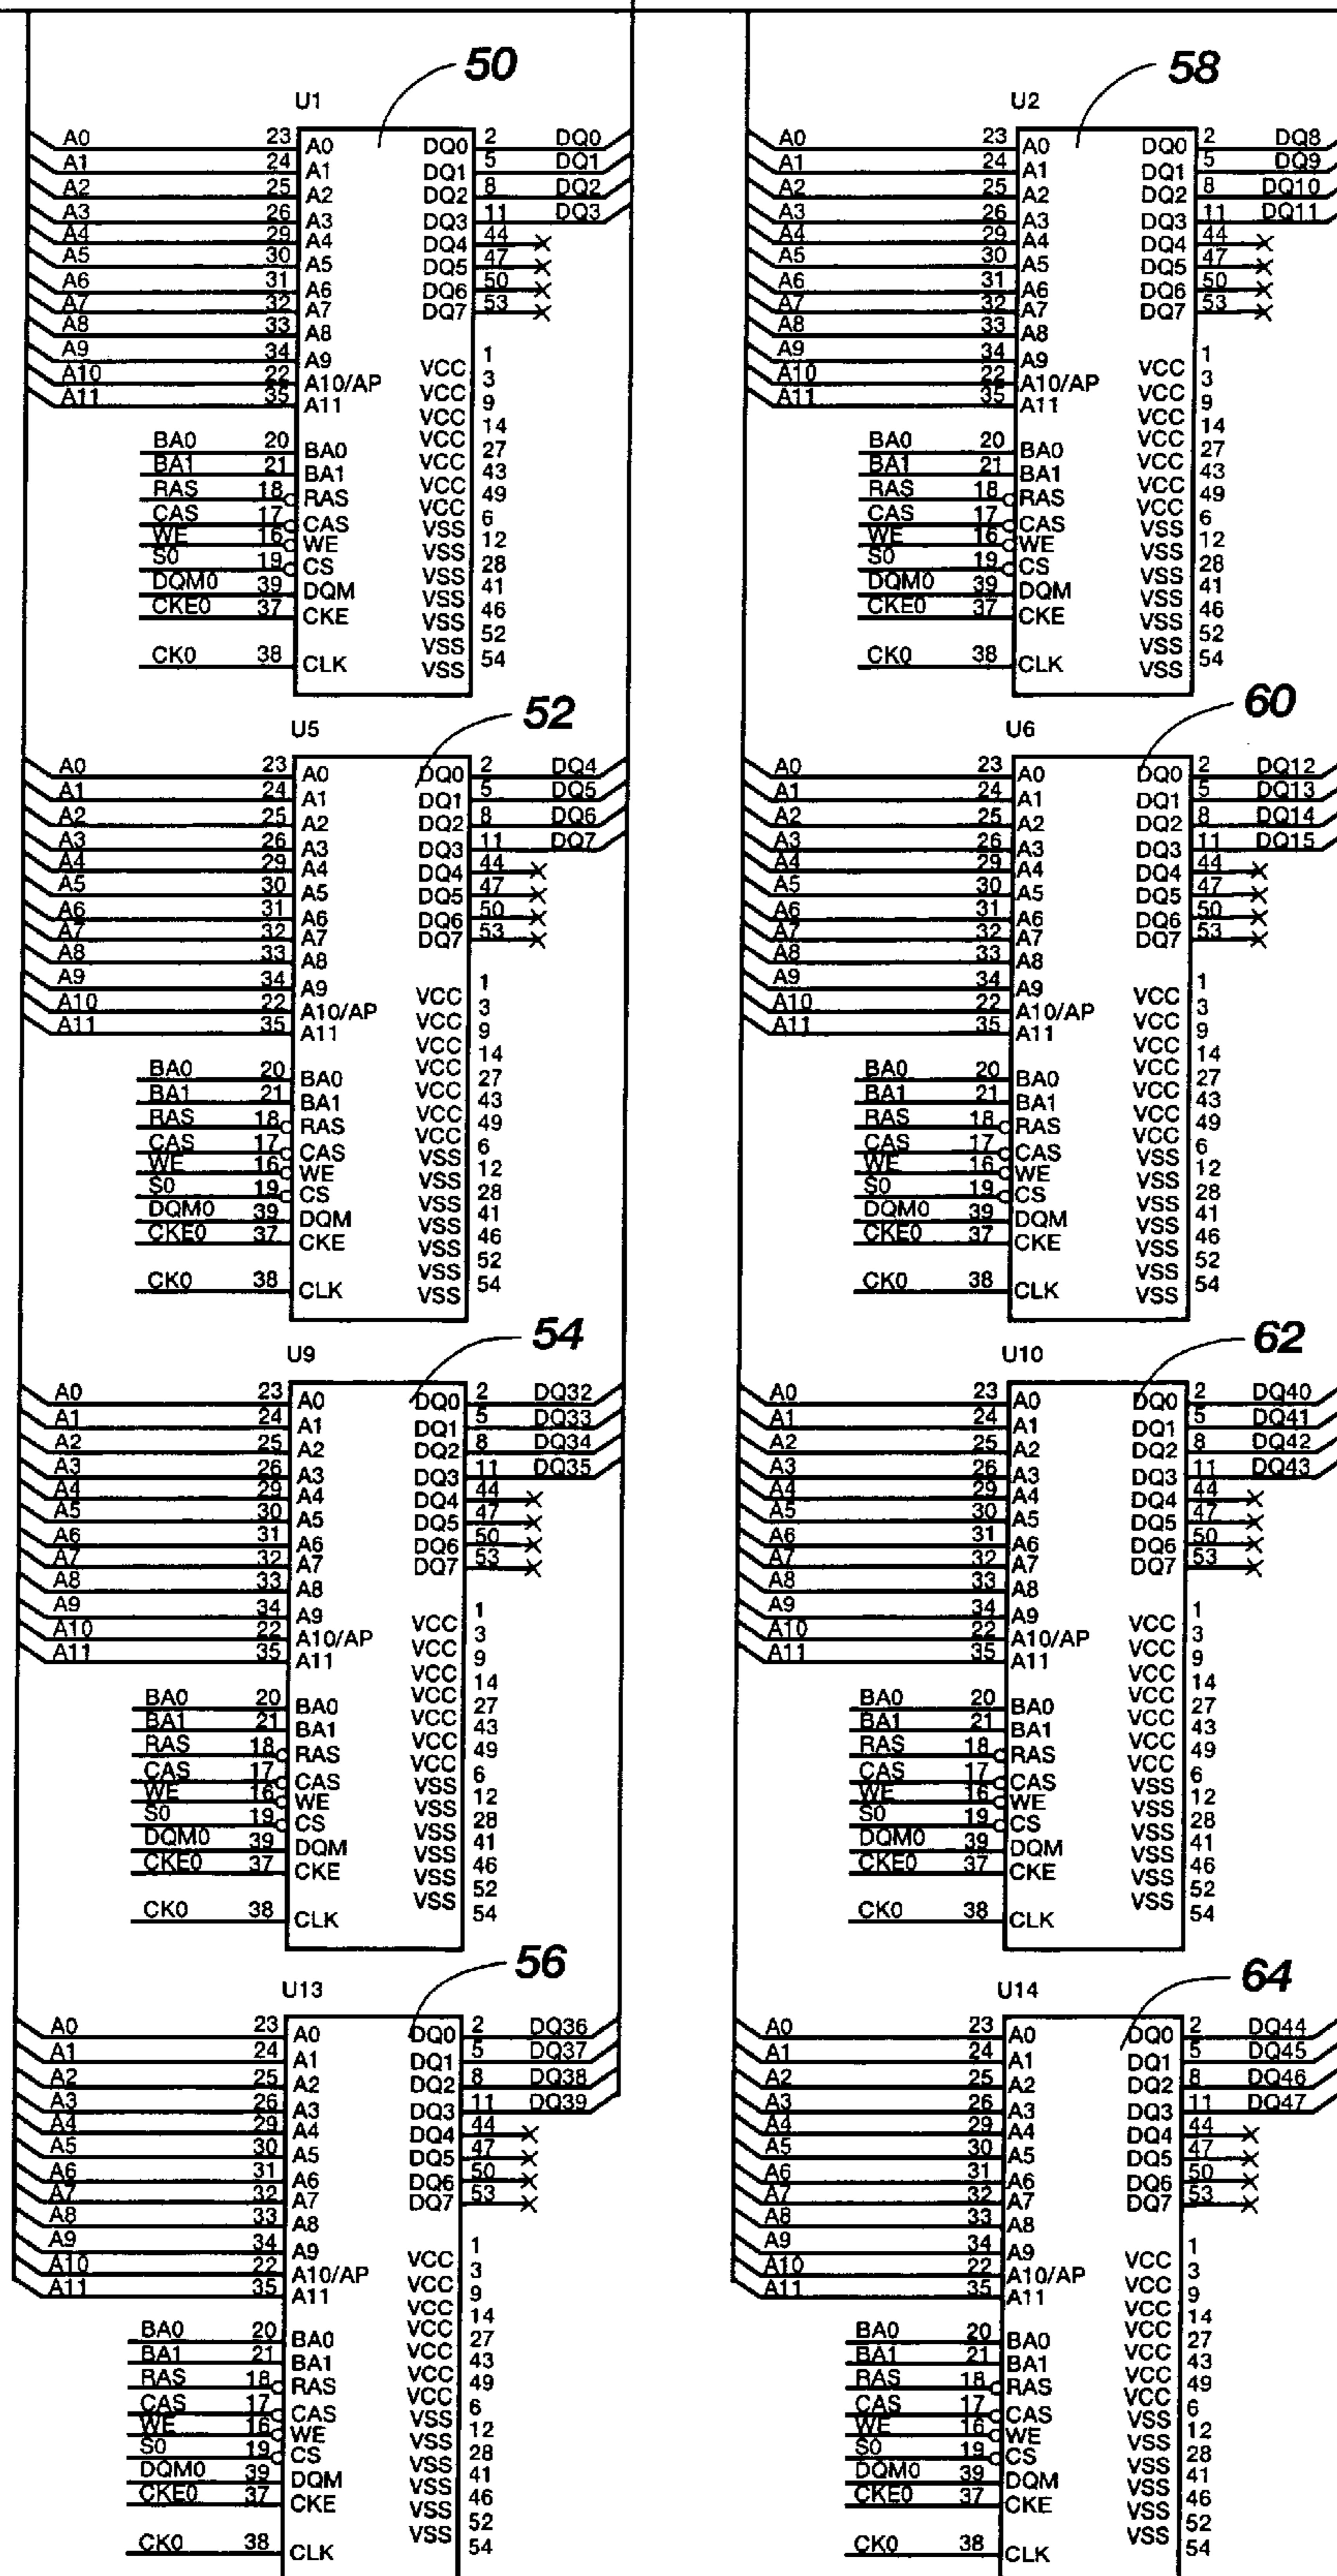 50
U1
A0 23 A0 DQ0 2 DQ0
A1 24 A1 DQ1 5 DQ1
A2 25 A2 DQ2 8 DQ2
A3 26 A3 DQ3 11 DQ3
A4 29 A4 DQ4 44
A5 30 A5 DQ5 47
A6 31 A6 DQ6 50
A7 32 A7 DQ7 53
A8 33 A8
A9 34 A9 VCC 1
A10 22 A10/AP VCC 3
A11 35 A11 VCC 9
VCC 14
BA0 20 BA0 VCC 27
BA1 21 BA1 VCC 43
RAS 18 RAS VCC 49
CAS 17 CAS VSS 6
WE 16 WE VSS 12
S0 19 CS VSS 28
DQM0 39 DQM VSS 41
CKE0 37 CKE VSS 46
VSS 52
CK0 38 CLK VSS 54
52
U5
A0 23 A0 DQ0 2 DQ4
A1 24 A1 DQ1 5 DQ5
A2 25 A2 DQ2 8 DQ6
A3 26 A3 DQ3 11 DQ7
A4 29 A4 DQ4 44
A5 30 A5 DQ5 47
A6 31 A6 DQ6 50
A7 32 A7 DQ7 53
A8 33 A8
A9 34 A9 VCC 1
A10 22 A10/AP VCC 3
A11 35 A11 VCC 9
VCC 14
BA0 20 BA0 VCC 27
BA1 21 BA1 VCC 43
RAS 18 RAS VCC 49
CAS 17 CAS VSS 6
WE 16 WE VSS 12
S0 19 CS VSS 28
DQM0 39 DQM VSS 41
CKE0 37 CKE VSS 46
VSS 52
CK0 38 CLK VSS 54
54
U9
A0 23 A0 DQ0 2 DQ32
A1 24 A1 DQ1 5 DQ33
A2 25 A2 DQ2 8 DQ34
A3 26 A3 DQ3 11 DQ35
A4 29 A4 DQ4 44
A5 30 A5 DQ5 47
A6 31 A6 DQ6 50
A7 32 A7 DQ7 53
A8 33 A8
A9 34 A9 VCC 1
A10 22 A10/AP VCC 3
A11 35 A11 VCC 9
VCC 14
BA0 20 BA0 VCC 27
BA1 21 BA1 VCC 43
RAS 18 RAS VCC 49
CAS 17 CAS VSS 6
WE 16 WE VSS 12
S0 19 CS VSS 28
DQM0 39 DQM VSS 41
CKE0 37 CKE VSS 46
VSS 52
CK0 38 CLK VSS 54
56
U13
A0 23 A0 DQ0 2 DQ36
A1 24 A1 DQ1 5 DQ37
A2 25 A2 DQ2 8 DQ38
A3 26 A3 DQ3 11 DQ39
A4 29 A4 DQ4 44
A5 30 A5 DQ5 47
A6 31 A6 DQ6 50
A7 32 A7 DQ7 53
A8 33 A8
A9 34 A9 VCC 1
A10 22 A10/AP VCC 3
A11 35 A11 VCC 9
VCC 14
BA0 20 BA0 VCC 27
BA1 21 BA1 VCC 43
RAS 18 RAS VCC 49
CAS 17 CAS VSS 6
WE 16 WE VSS 12
S0 19 CS VSS 28
DQM0 39 DQM VSS 41
CKE0 37 CKE VSS 46
VSS 52
CK0 38 CLK VSS 54
58
U2
A0 23 A0 DQ0 2 DQ8
A1 24 A1 DQ1 5 DQ9
A2 25 A2 DQ2 8 DQ10
A3 26 A3 DQ3 11 DQ11
A4 29 A4 DQ4 44
A5 30 A5 DQ5 47
A6 31 A6 DQ6 50
A7 32 A7 DQ7 53
A8 33 A8
A9 34 A9 VCC 1
A10 22 A10/AP VCC 3
A11 35 A11 VCC 9
VCC 14
BA0 20 BA0 VCC 27
BA1 21 BA1 VCC 43
RAS 18 RAS VCC 49
CAS 17 CAS VSS 6
WE 16 WE VSS 12
S0 19 CS VSS 28
DQM0 39 DQM VSS 41
CKE0 37 CKE VSS 46
VSS 52
CK0 38 CLK VSS 54
60
U6
A0 23 A0 DQ0 2 DQ12
A1 24 A1 DQ1 5 DQ13
A2 25 A2 DQ2 8 DQ14
A3 26 A3 DQ3 11 DQ15
A4 29 A4 DQ4 44
A5 30 A5 DQ5 47
A6 31 A6 DQ6 50
A7 32 A7 DQ7 53
A8 33 A8
A9 34 A9 VCC 1
A10 22 A10/AP VCC 3
A11 35 A11 VCC 9
VCC 14
BA0 20 BA0 VCC 27
BA1 21 BA1 VCC 43
RAS 18 RAS VCC 49
CAS 17 CAS VSS 6
WE 16 WE VSS 12
S0 19 CS VSS 28
DQM0 39 DQM VSS 41
CKE0 37 CKE VSS 46
VSS 52
CK0 38 CLK VSS 54
62
U10
A0 23 A0 DQ0 2 DQ40
A1 24 A1 DQ1 5 DQ41
A2 25 A2 DQ2 8 DQ42
A3 26 A3 DQ3 11 DQ43
A4 29 A4 DQ4 44
A5 30 A5 DQ5 47
A6 31 A6 DQ6 50
A7 32 A7 DQ7 53
A8 33 A8
A9 34 A9 VCC 1
A10 22 A10/AP VCC 3
A11 35 A11 VCC 9
VCC 14
BA0 20 BA0 VCC 27
BA1 21 BA1 VCC 43
RAS 18 RAS VCC 49
CAS 17 CAS VSS 6
WE 16 WE VSS 12
S0 19 CS VSS 28
DQM0 39 DQM VSS 41
CKE0 37 CKE VSS 46
VSS 52
CK0 38 CLK VSS 54
64
U14
A0 23 A0 DQ0 2 DQ44
A1 24 A1 DQ1 5 DQ45
A2 25 A2 DQ2 8 DQ46
A3 26 A3 DQ3 11 DQ47
A4 29 A4 DQ4 44
A5 30 A5 DQ5 47
A6 31 A6 DQ6 50
A7 32 A7 DQ7 53
A8 33 A8
A9 34 A9 VCC 1
A10 22 A10/AP VCC 3
A11 35 A11 VCC 9
VCC 14
BA0 20 BA0 VCC 27
BA1 21 BA1 VCC 43
RAS 18 RAS VCC 49
CAS 17 CAS VSS 6
WE 16 WE VSS 12
S0 19 CS VSS 28
DQM0 39 DQM VSS 41
CKE0 37 CKE VSS 46
VSS 52
CK0 38 CLK VSS 54